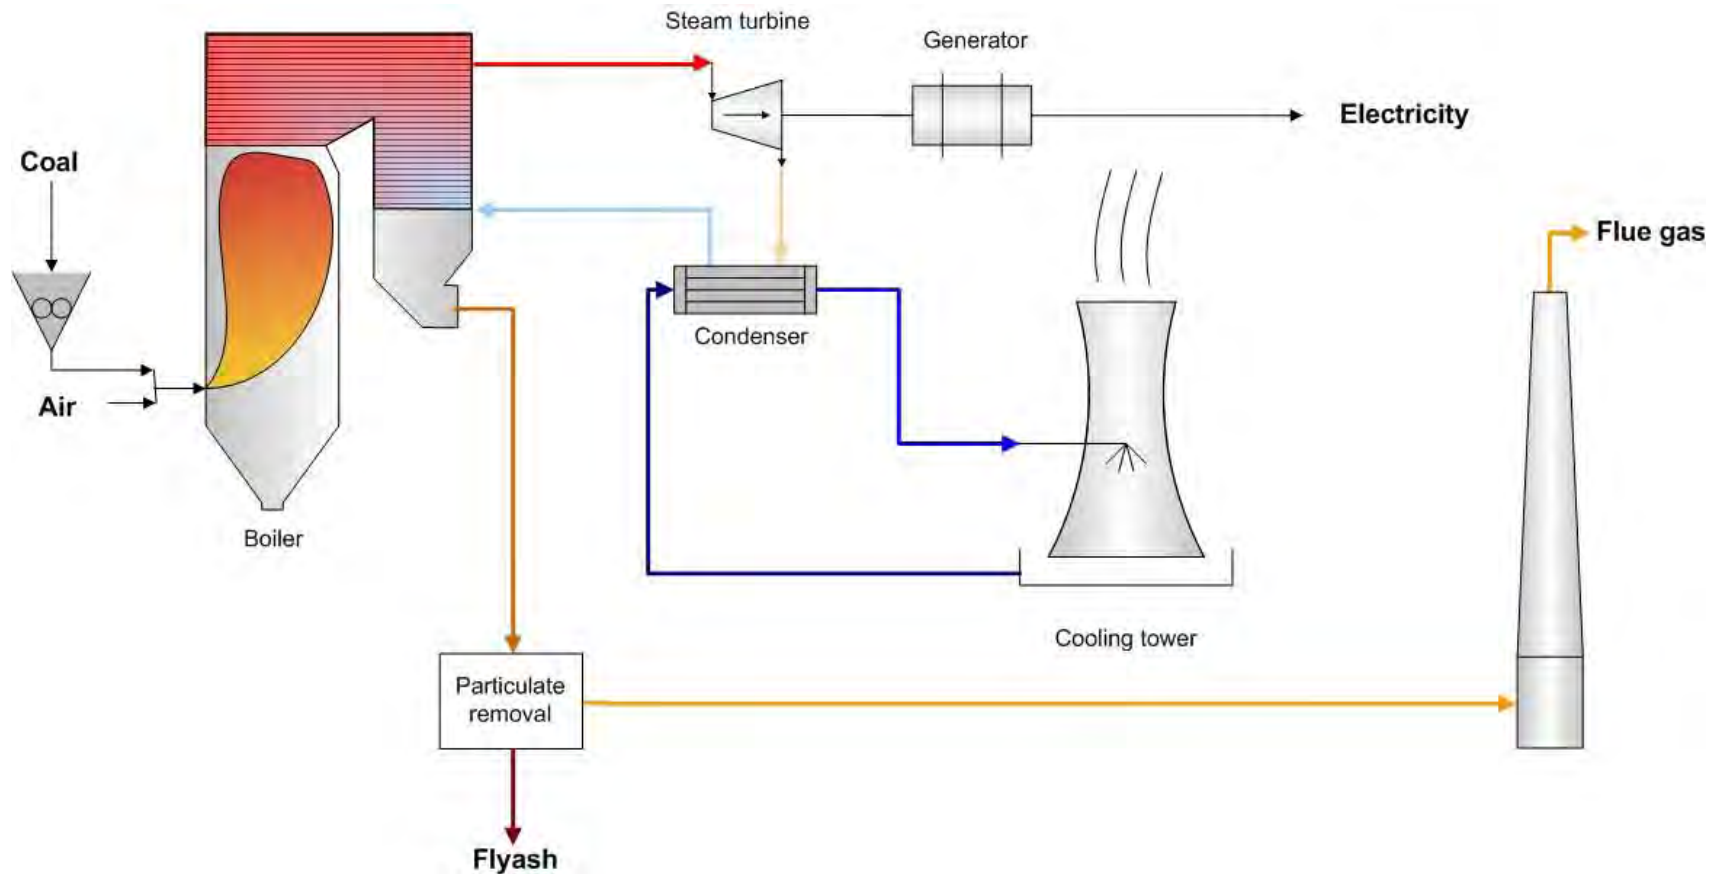 Steam turbine
Generator
Electricity
Coal
Flue gas
Condenser
Air
Boiler
Cooling tower
Particulate
removal
Flyash